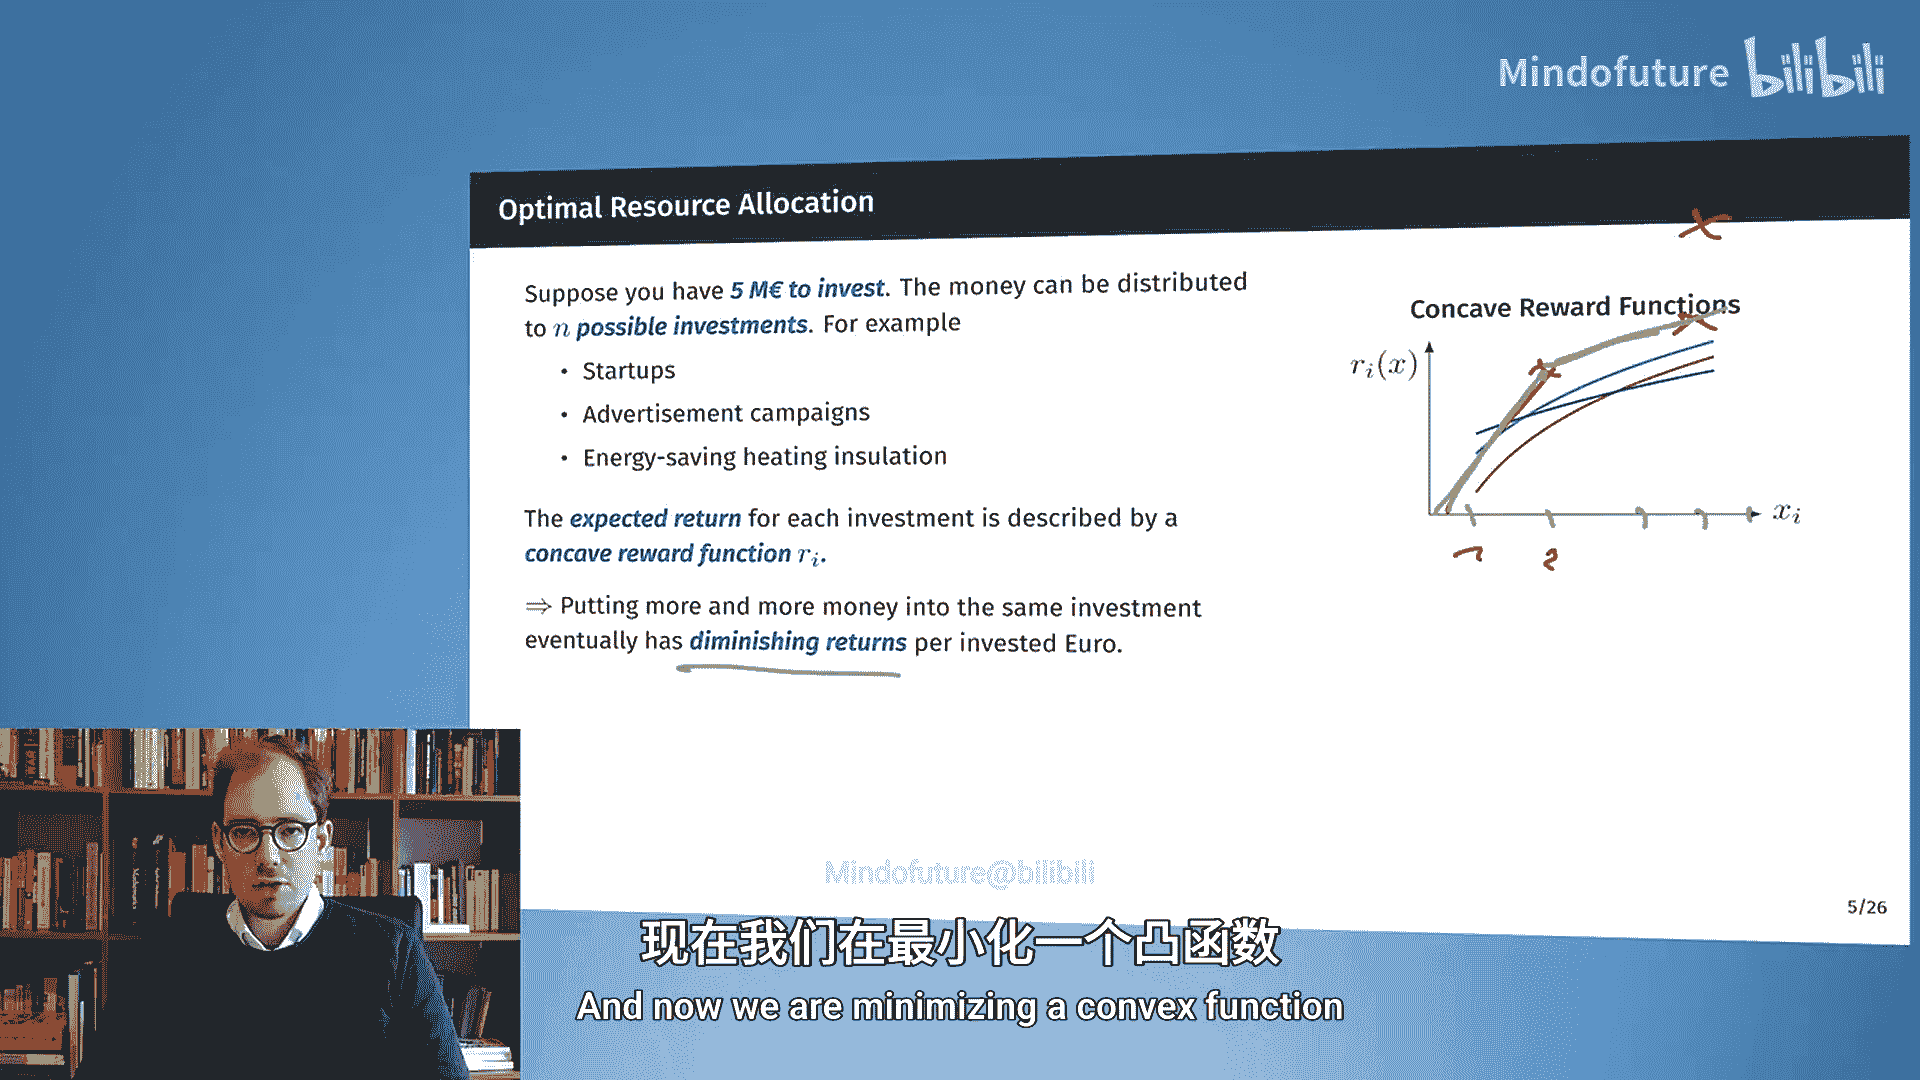 Mindofuture bilibili
Optimal Resource Allocation
Suppose you have 5 M€ to invest. The money can be distributed
to n possible investments. For example
• Startups
• Advertisement campaigns
• Energy-saving heating insulation
The expected return for each investment is described by a
concave reward function rᵢ.
⇒ Putting more and more money into the same investment
eventually has diminishing returns per invested Euro.
Concave Reward Functions
rᵢ(x)
xᵢ
1 2
5/26
Mindofuture@bilibili
现在我们在最小化一个凸函数
And now we are minimizing a convex function